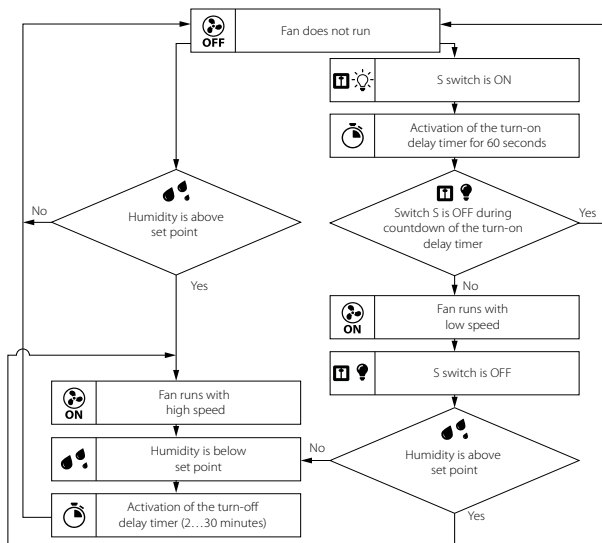 OFF
Fan does not run
S switch is ON
Activation of the turn-on
delay timer for 60 seconds
No
Humidity is above
set point
Yes
Switch S is OFF during
countdown of the turn-on
delay timer
Yes
No
ON
Fan runs with
low speed
S switch is OFF
ON
Fan runs with
high speed
Humidity is below
set point
No
Humidity is above
set point
Yes
Activation of the turn-off
delay timer (2…30 minutes)